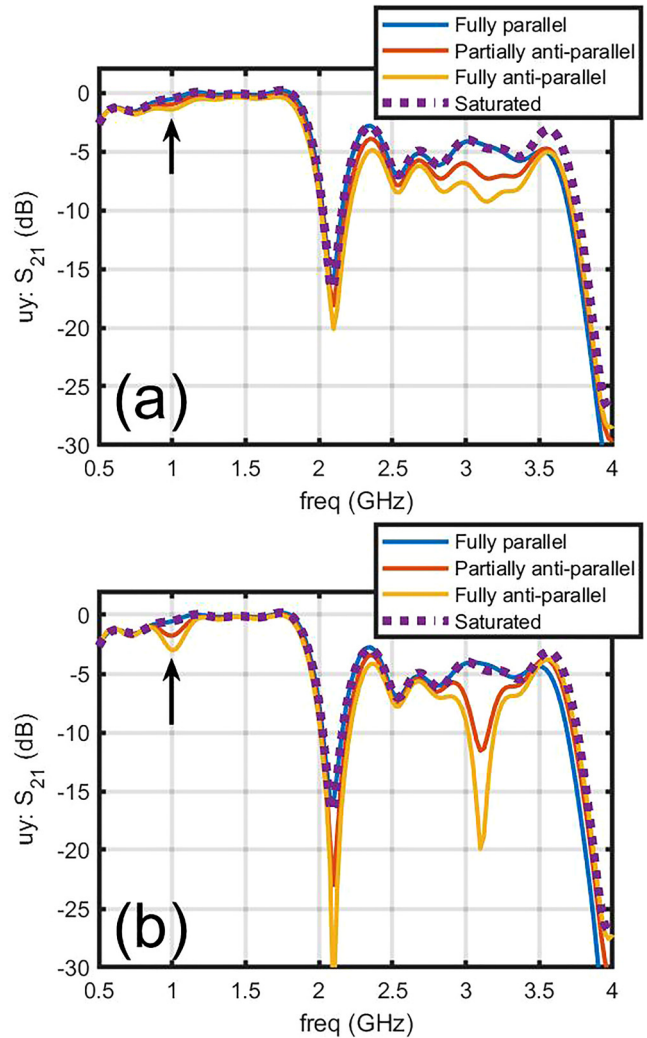 Fully parallel
Partially anti-parallel
Fully anti-parallel
Saturated
0
-5
-10
-15
-20
-25
-30
uy: S21 (dB)
(a)
0.5 1 1.5 2 2.5 3 3.5 4
freq (GHz)
Fully parallel
Partially anti-parallel
Fully anti-parallel
Saturated
0
-5
-10
-15
-20
-25
-30
uy: S21 (dB)
(b)
0.5 1 1.5 2 2.5 3 3.5 4
freq (GHz)